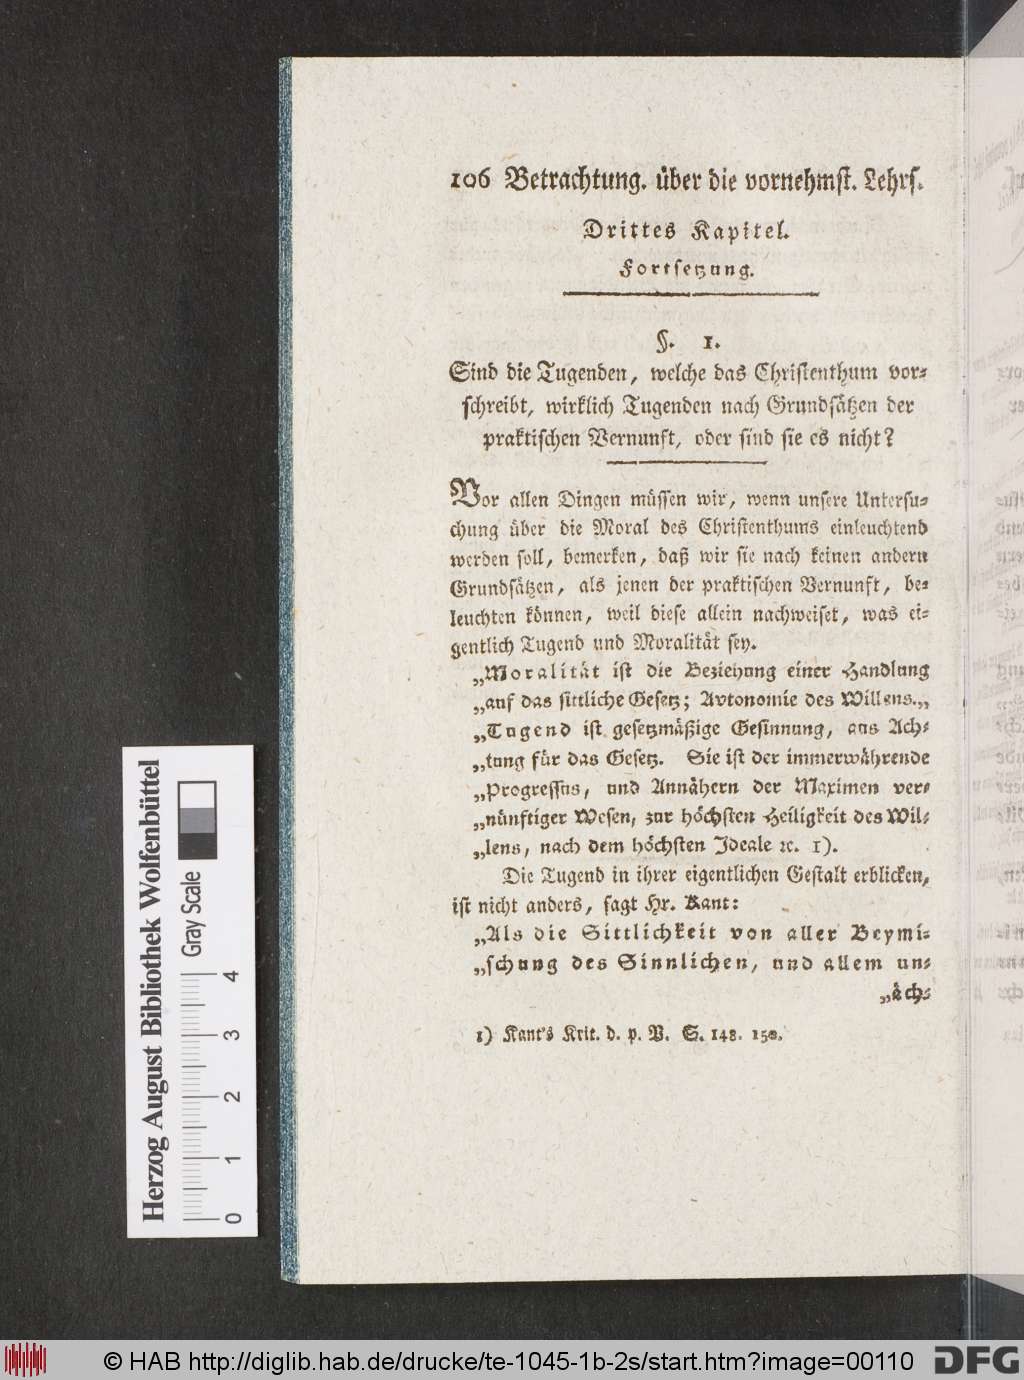 106 Betrachtung. über die vornehmst. Lehrs.
Drittes Kapitel.
Fortsetzung.
§. 1.
Sind die Tugenden, welche das Christenthum vor-
schreibt, wirklich Tugenden nach Grundsätzen der
praktischen Vernunft, oder sind sie es nicht?
Vor allen Dingen müssen wir, wenn unsere Untersu-
chung über die Moral des Christenthums einleuchtend
werden soll, bemerken, daß wir sie nach keinen andern
Grundsätzen, als jenen der praktischen Vernunft, be-
leuchten können, weil diese allein nachweiset, was ei-
gentlich Tugend und Moralität sey.
„Moralität ist die Beziehung einer Handlung
„auf das sittliche Gesetz; Avtonomie des Willens.„
„Tugend ist gesetzmäßige Gesinnung, aus Ach-
„tung für das Gesetz. Sie ist der immerwährende
„Progressus, und Annähern der Maximen ver-
„nünftiger Wesen, zur höchsten Heiligkeit des Wil-
„lens, nach dem höchsten Ideale ꝛc. 1).
Die Tugend in ihrer eigentlichen Gestalt erblicken,
ist nicht anders, sagt Hr. Kant:
„Als die Sittlichkeit von aller Beymi-
„schung des Sinnlichen, und allem un-
„äch-
1) Kant's Krit. d. p. V. S. 148. 150.
Herzog August Bibliothek Wolfenbüttel
Gray Scale
0 1 2 3 4
© HAB http://diglib.hab.de/drucke/te-1045-1b-2s/start.htm?image=00110
DFG